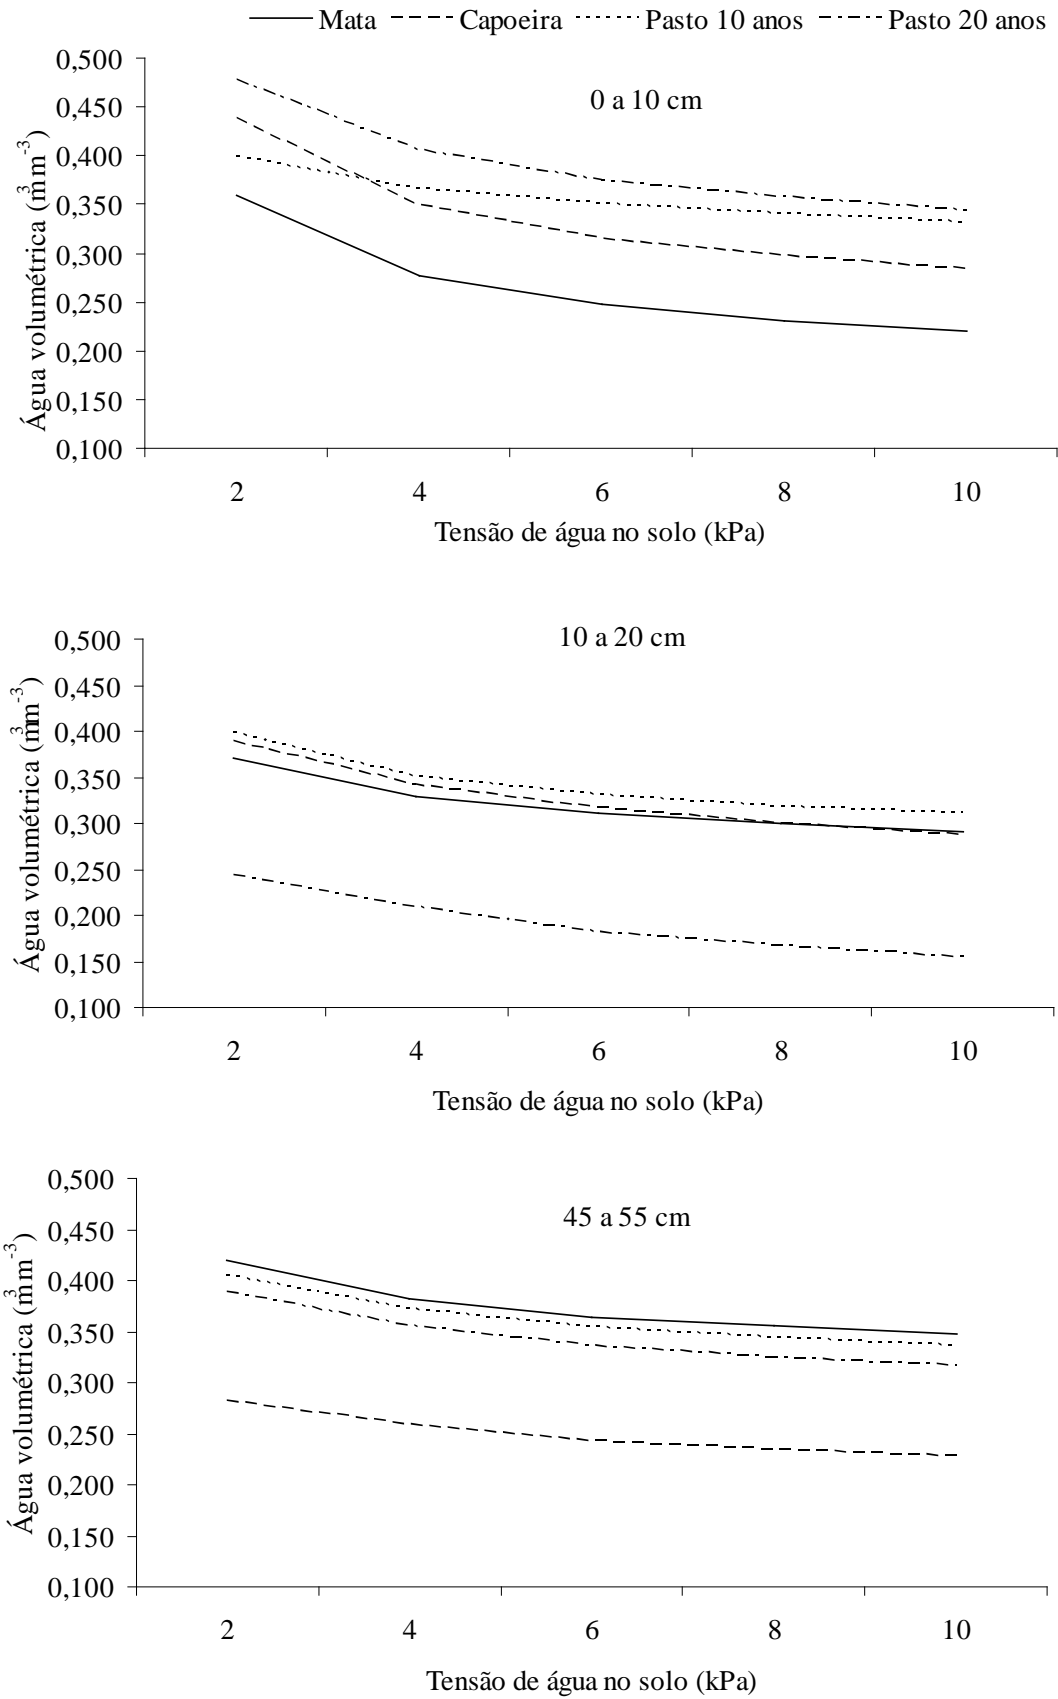 Mata Capoeira Pasto 10 anos Pasto 20 anos
0 a 10 cm
Água volumétrica (m³m⁻³)
0,500
0,450
0,400
0,350
0,300
0,250
0,200
0,150
0,100
2 4 6 8 10
Tensão de água no solo (kPa)
10 a 20 cm
Água volumétrica (m³m⁻³)
0,500
0,450
0,400
0,350
0,300
0,250
0,200
0,150
0,100
2 4 6 8 10
Tensão de água no solo (kPa)
45 a 55 cm
Água volumétrica (m³m⁻³)
0,500
0,450
0,400
0,350
0,300
0,250
0,200
0,150
0,100
2 4 6 8 10
Tensão de água no solo (kPa)